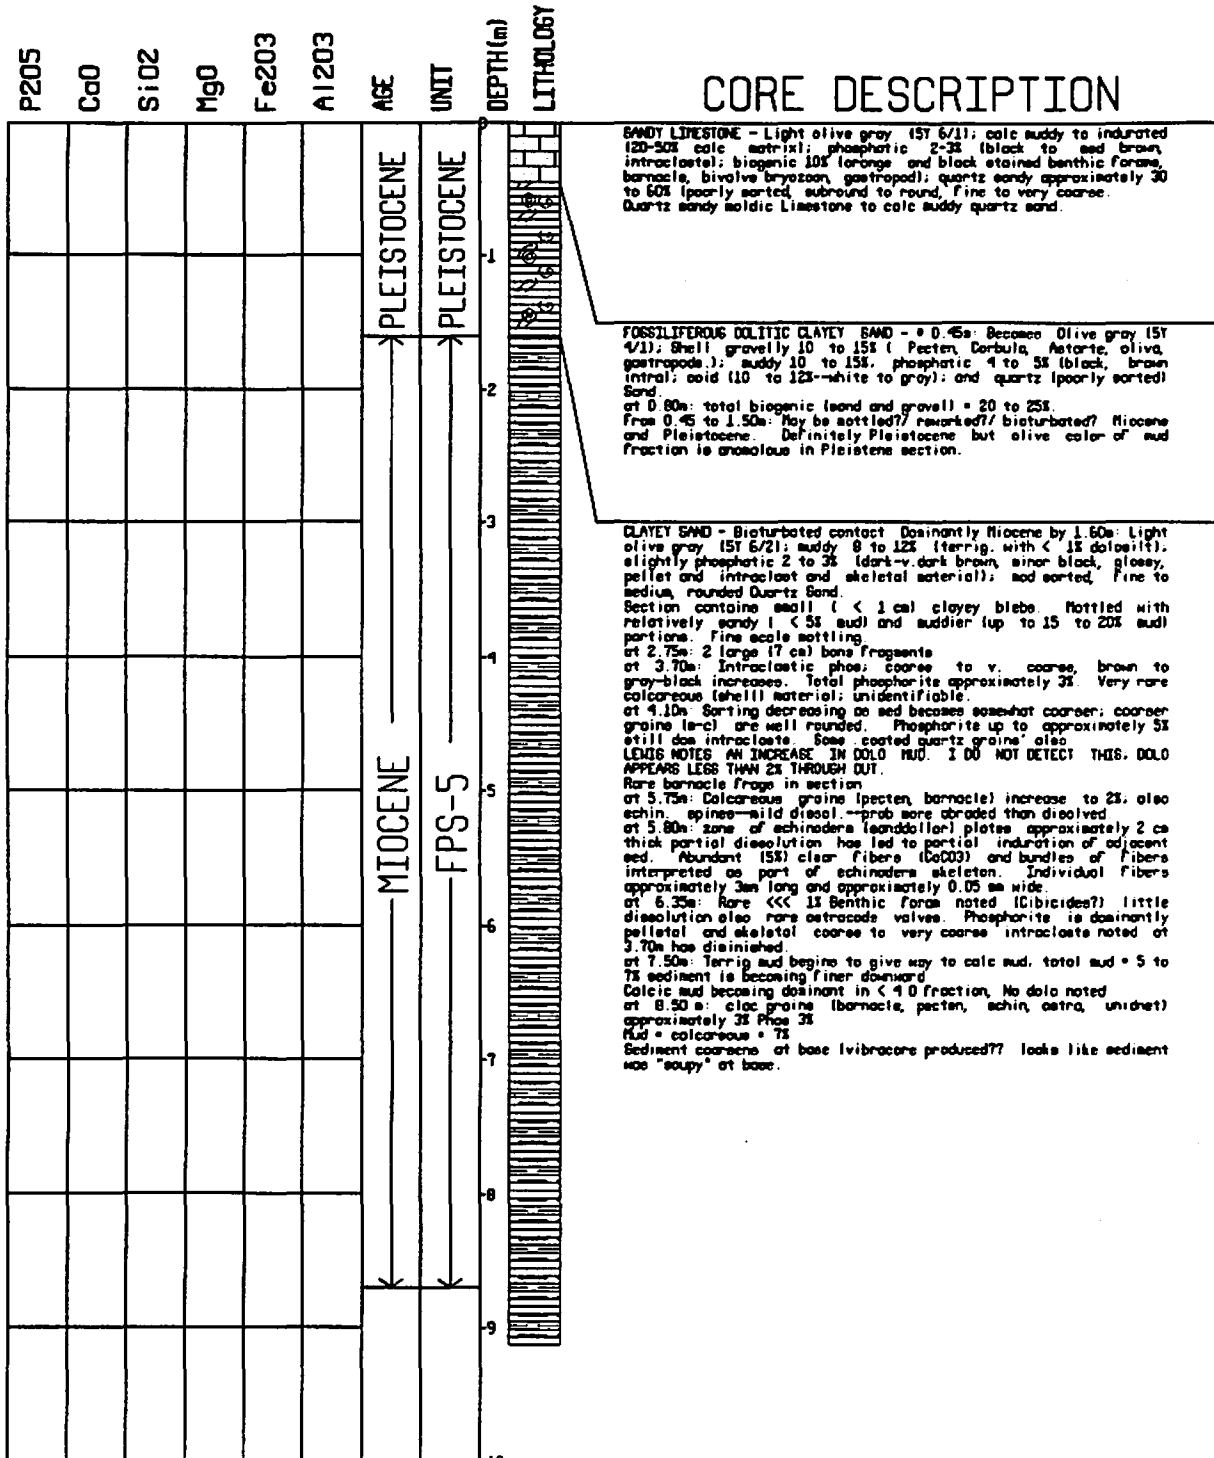 P2O5
CaO
SiO2
MgO
Fe2O3
Al2O3
AGE
UNIT
DEPTH(m)
LITHOLOGY
CORE DESCRIPTION
0
1
2
3
4
5
6
7
8
9
PLEISTOCENE
PLEISTOCENE
MIOCENE
FPS-5
SANDY LIMESTONE - Light olive gray (5Y 6/1); calc muddy to indurated
(20-50% calc matrix); phosphatic 2-3% (black to med brown,
intraclasts); biogenic 10% (orange and black stained benthic forams,
barnacle, bivalve bryozoan, gastropod); quartz sandy approximately 30
to 60% (poorly sorted, subround to round, fine to very coarse.
Quartz sandy moldic Limestone to calc muddy quartz sand.
FOSSILIFEROUS OOLITIC CLAYEY SAND - @ 0.45m: Becomes Olive gray (5Y
4/1); Shell gravelly 10 to 15% ( Pecten, Corbula, Astarte, oliva,
gastropods.); muddy 10 to 15%, phosphatic 4 to 5% (black, brown
intra); ooid (10 to 12%--white to gray); and quartz (poorly sorted)
Sand.
at 0.80m: total biogenic (sand and gravel) = 20 to 25%.
From 0.45 to 1.50m: May be mottled?/ reworked?/ bioturbated? Miocene
and Pleistocene. Definitely Pleistocene but olive color of mud
fraction is anomalous in Pleistene section.
CLAYEY SAND - Bioturbated contact Dominantly Miocene by 1.60m: Light
olive gray (5Y 6/2); muddy 8 to 12% (terrig. with < 1% dolosilt);
slightly phosphatic 2 to 3% (dark-v.dark brown, minor black, glossy,
pellet and intraclast and skeletal material); mod sorted, fine to
medium, rounded Quartz Sand.
Section contains small ( < 1 cm) clayey blebs. Mottled with
relatively sandy ( < 5% mud) and muddier (up to 15 to 20% mud)
portions. Fine scale mottling.
at 2.75m: 2 large (7 cm) bone fragments
at 3.70m: Intraclastic phos; coarse to v. coarse, brown to
gray-black increases. Total phosphorite approximately 3%. Very rare
calcareous (shell) material; unidentifiable.
at 4.10m: Sorting decreasing as sed becomes somewhat coarser; coarser
grains (m-c) are well rounded. Phosphorite up to approximately 5%
still dom intraclasts. Some coated quartz grains' also
LEWIS NOTES AN INCREASE IN DOLO MUD. I DO NOT DETECT THIS, DOLO
APPEARS LESS THAN 2% THROUGH OUT.
Rare barnacle frags in section
at 5.75m: Calcareous grains (pecten, barnacle) increase to 2%; also
echin. spines--mild dissol.--prob more abraded than disolved
at 5.80m: zone of echinoderm (sanddollar) plates approximately 2 cm
thick partial dissolution has led to partial induration of adjacent
sed. Abundant (5%) clear fibers (CaCO3) and bundles of fibers
interpreted as part of echinoderm skeleton. Individual fibers
approximately 3mm long and approximately 0.05 mm wide.
at 6.35m: Rare <<< 1% Benthic foram noted (Cibicides?) little
dissolution also rare ostracode valves. Phosphorite is dominantly
pelletal and skeletal coarse to very coarse intraclasts noted at
3.70m has diminished.
at 7.50m: Terrig mud begins to give way to calc mud, total mud = 5 to
7% sediment is becoming finer downward
Calcic mud becoming dominant in < 4 0 fraction, No dolo noted
at 8.50 m: clac grains (barnacle, pecten, echin, ostra, unidnet)
approximately 3% Phos 3%
Mud = calcareous = 7%
Sediment coarsens at base (vibracore produced?? looks like sediment
was "soupy" at base.